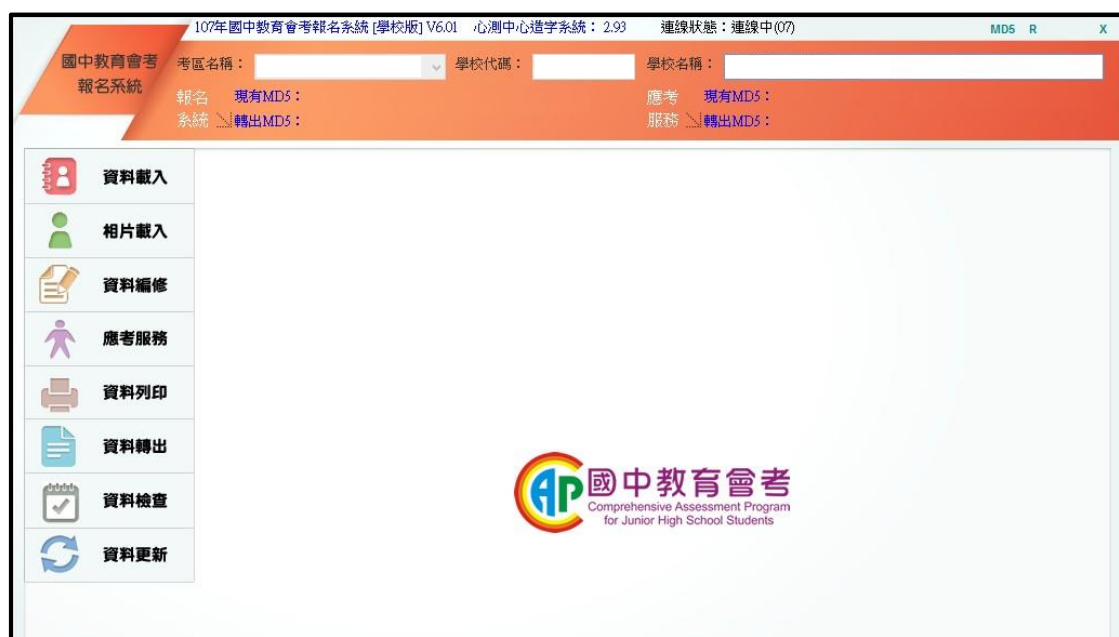 107年國中教育會考報名系統 [學校版] V6.01 心測中心造字系統： 2.93 連線狀態：連線中(07) MD5 R X
國中教育會考
報名系統
考區名稱： 學校代碼： 學校名稱：
報名 現有MD5： 應考 現有MD5：
系統 轉出MD5： 服務 轉出MD5：
資料載入
相片載入
資料編修
應考服務
資料列印
資料轉出
資料檢查
資料更新
CAP 國中教育會考
Comprehensive Assessment Program
for Junior High School Students